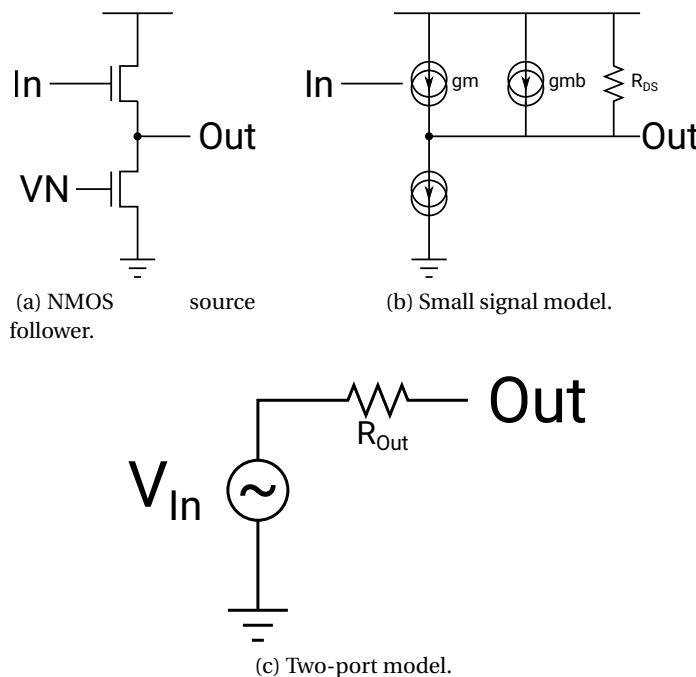 In
Out
VN
(a) NMOS source
follower.
In
gm
gmb
RDS
Out
(b) Small signal model.
Out
ROut
VIn
(c) Two-port model.